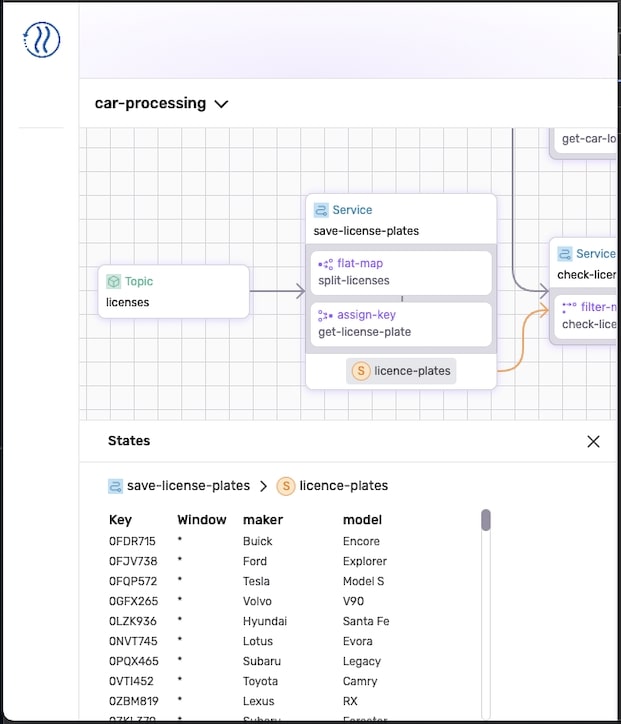 car-processing
get-car-lo
Service
save-license-plates
Service
check-licer
flat-map
split-licenses
Topic
licenses
filter-n
check-lice
assign-key
get-license-plate
S licence-plates
States
save-license-plates > S licence-plates
Key Window maker model
0FDR715 * Buick Encore
0FJV738 * Ford Explorer
0FQP572 * Tesla Model S
0GFX265 * Volvo V90
0LZK936 * Hyundai Santa Fe
0NVT745 * Lotus Evora
0PQX465 * Subaru Legacy
0VTI452 * Toyota Camry
0ZBM819 * Lexus RX